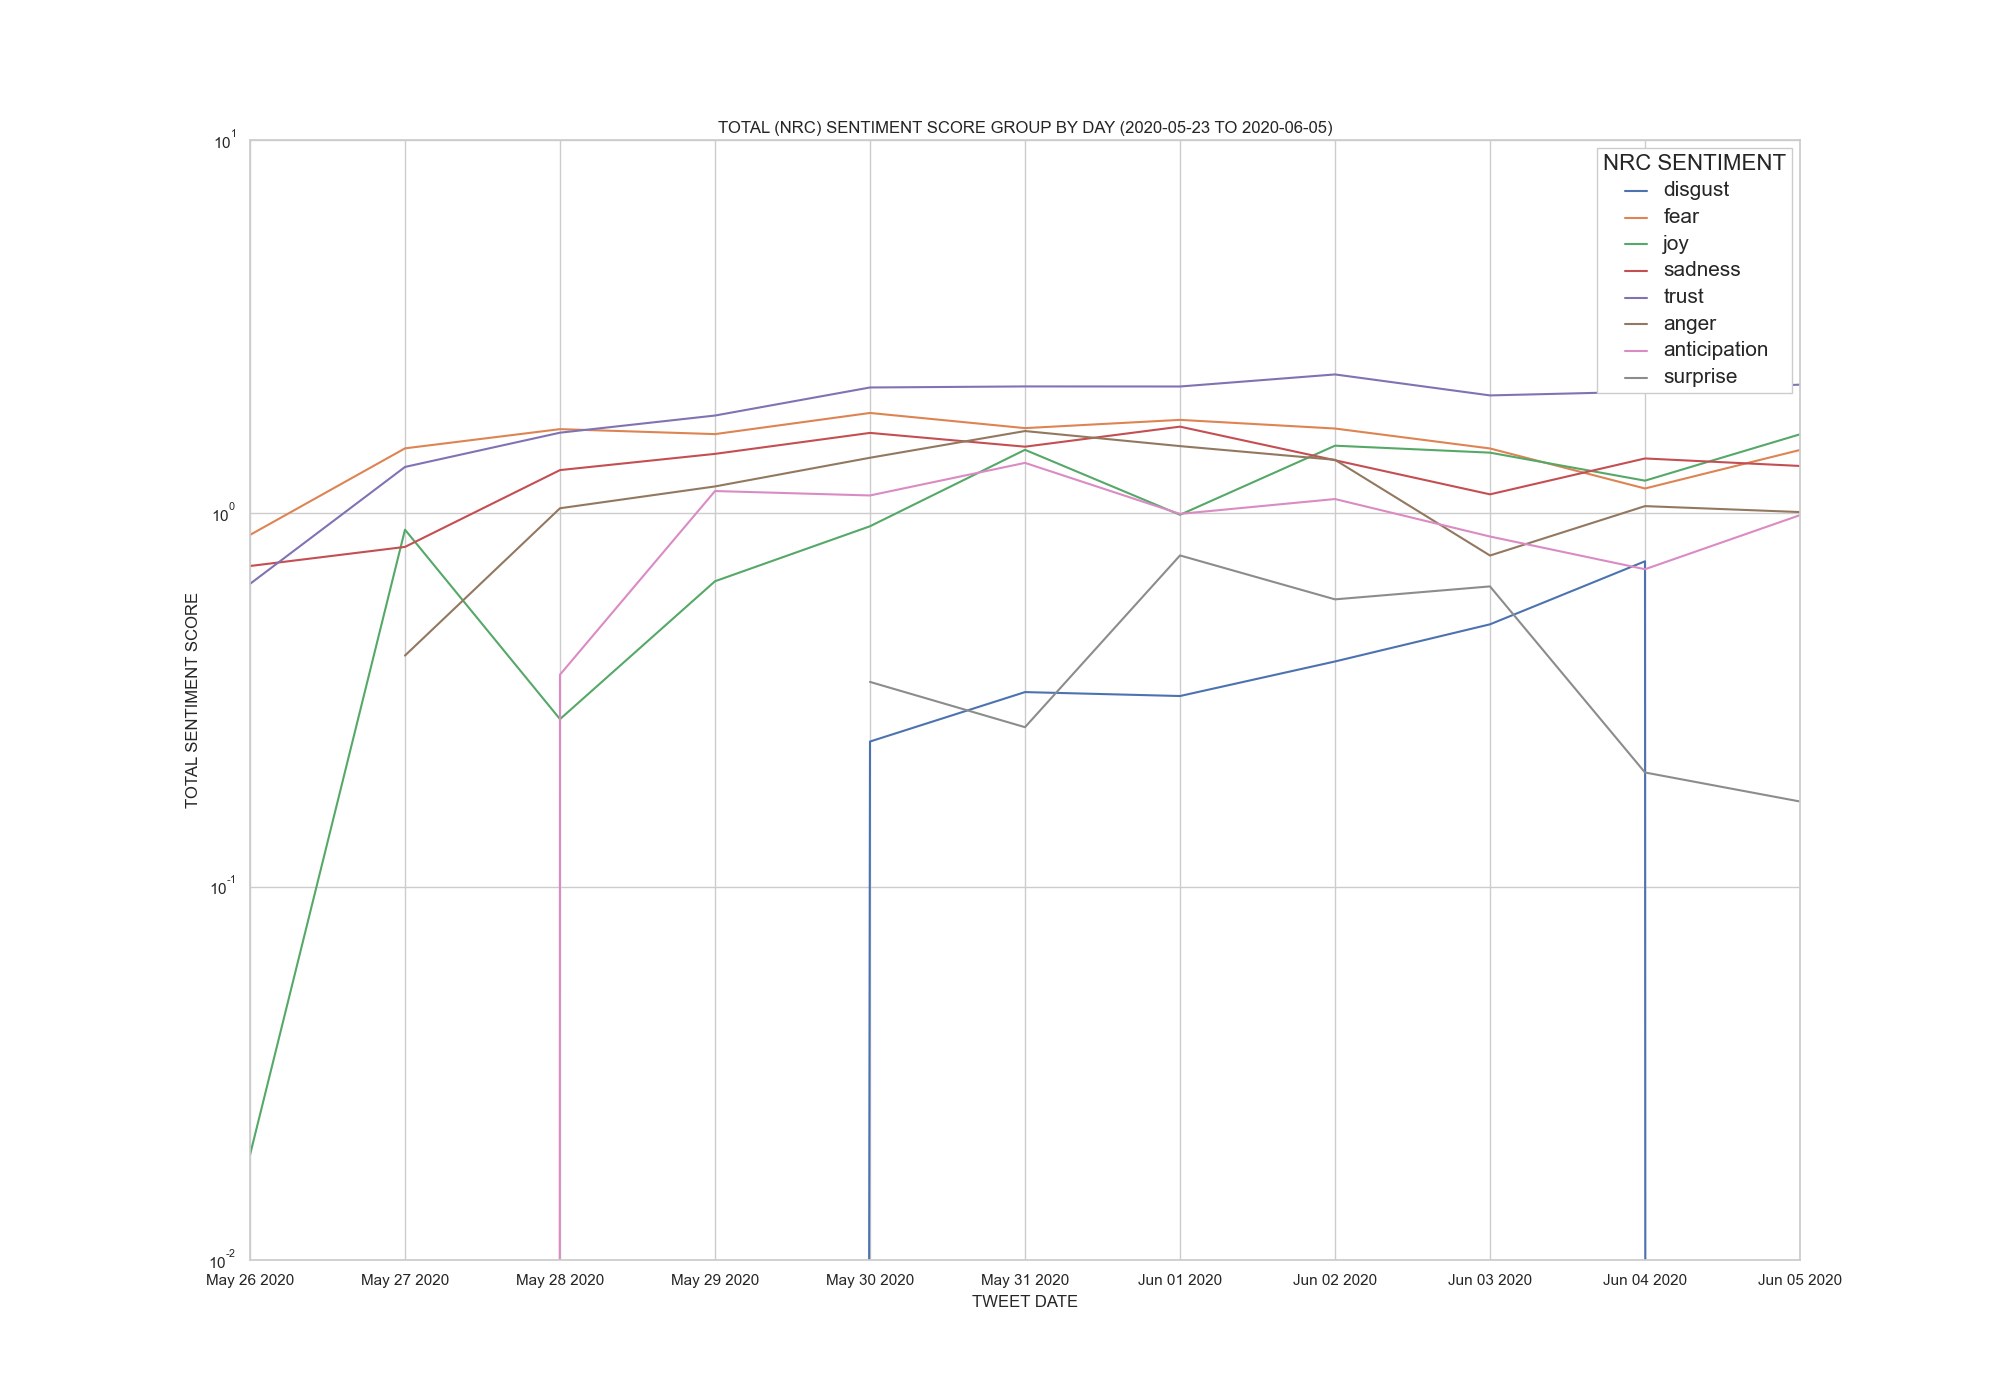 TOTAL (NRC) SENTIMENT SCORE GROUP BY DAY (2020-05-23 TO 2020-06-05)
10^1
10^0
10^-1
10^-2
TOTAL SENTIMENT SCORE
NRC SENTIMENT
disgust
fear
joy
sadness
trust
anger
anticipation
surprise
May 26 2020 May 27 2020 May 28 2020 May 29 2020 May 30 2020 May 31 2020 Jun 01 2020 Jun 02 2020 Jun 03 2020 Jun 04 2020 Jun 05 2020
TWEET DATE